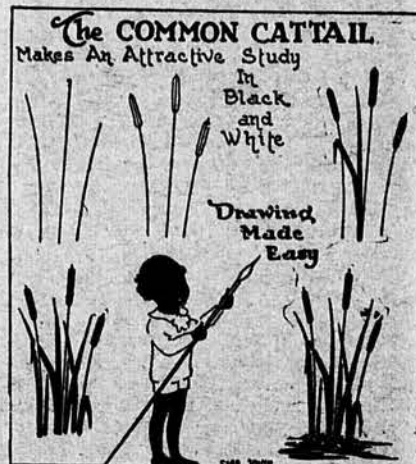 The COMMON CATTAIL
Makes An Attractive Study
In
Black
and
White
Drawing
Made
Easy